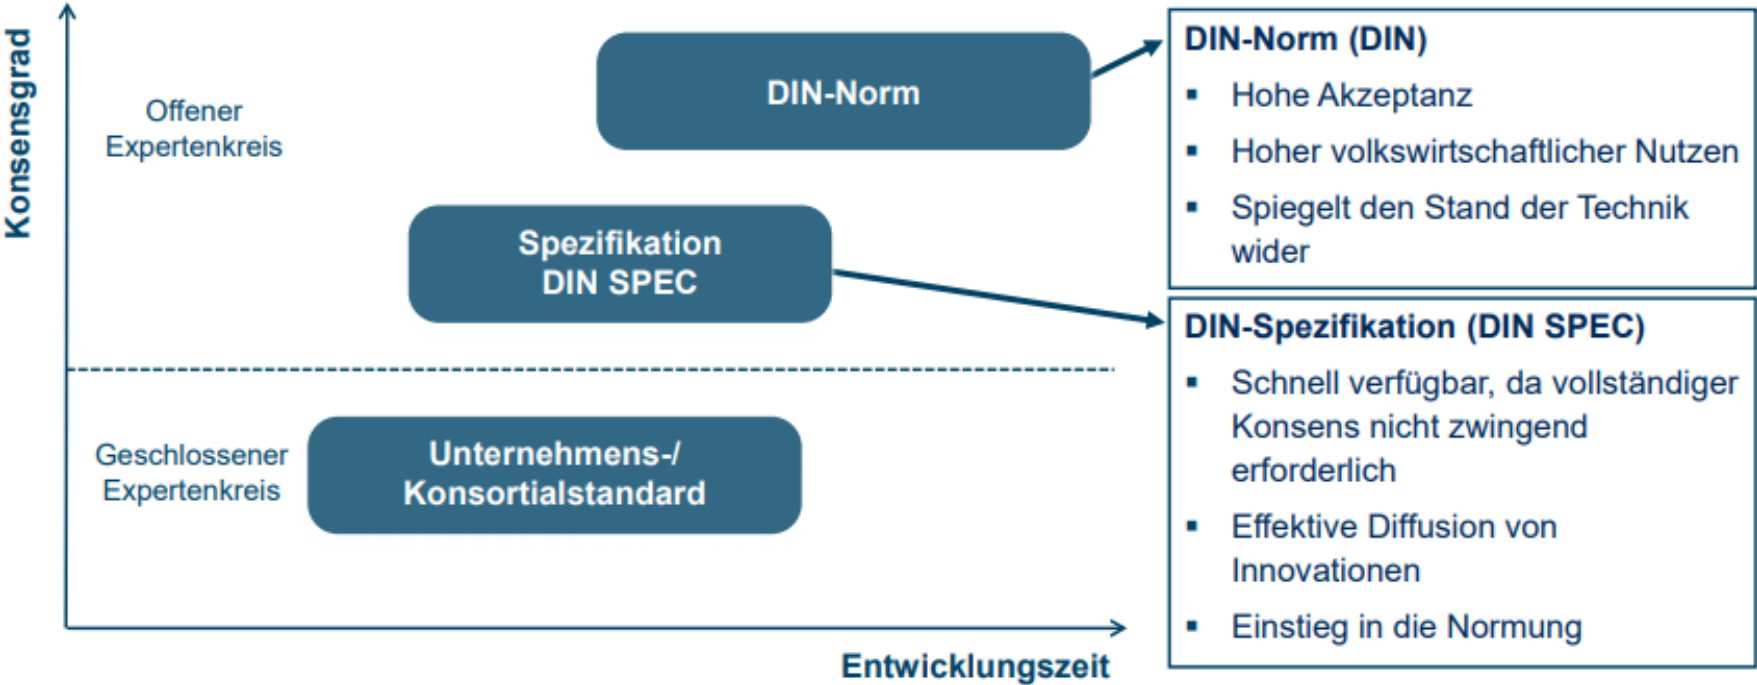 Konsensgrad
Offener
Expertenkreis
DIN-Norm
Spezifikation
DIN SPEC
Geschlossener
Expertenkreis
Unternehmens-/
Konsortialstandard
Entwicklungszeit
DIN-Norm (DIN)
▪ Hohe Akzeptanz
▪ Hoher volkswirtschaftlicher Nutzen
▪ Spiegelt den Stand der Technik
wider
DIN-Spezifikation (DIN SPEC)
▪ Schnell verfügbar, da vollständiger
Konsens nicht zwingend
erforderlich
▪ Effektive Diffusion von
Innovationen
▪ Einstieg in die Normung